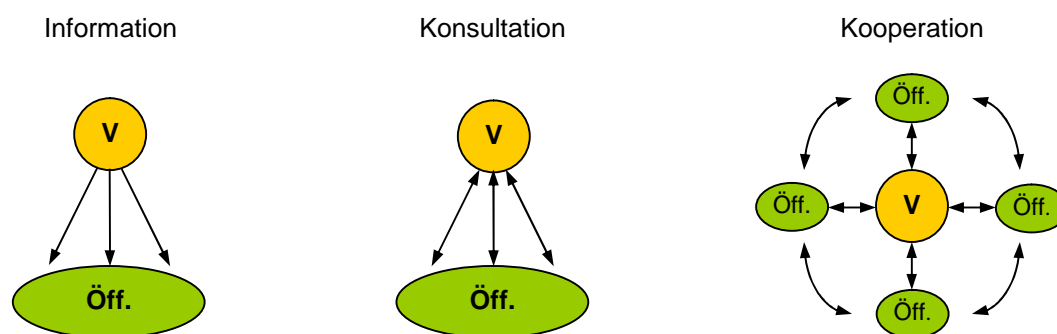 Information
Konsultation
Kooperation
V
Öff.
V
Öff.
Öff.
Öff.
V
Öff.
Öff.